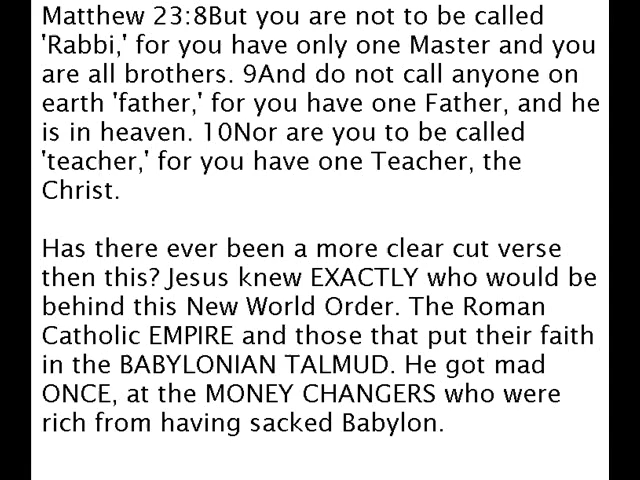 Matthew 23:8But you are not to be called
'Rabbi,' for you have only one Master and you
are all brothers. 9And do not call anyone on
earth 'father,' for you have one Father, and he
is in heaven. 10Nor are you to be called
'teacher,' for you have one Teacher, the
Christ.
Has there ever been a more clear cut verse
then this? Jesus knew EXACTLY who would be
behind this New World Order. The Roman
Catholic EMPIRE and those that put their faith
in the BABYLONIAN TALMUD. He got mad
ONCE, at the MONEY CHANGERS who were
rich from having sacked Babylon.